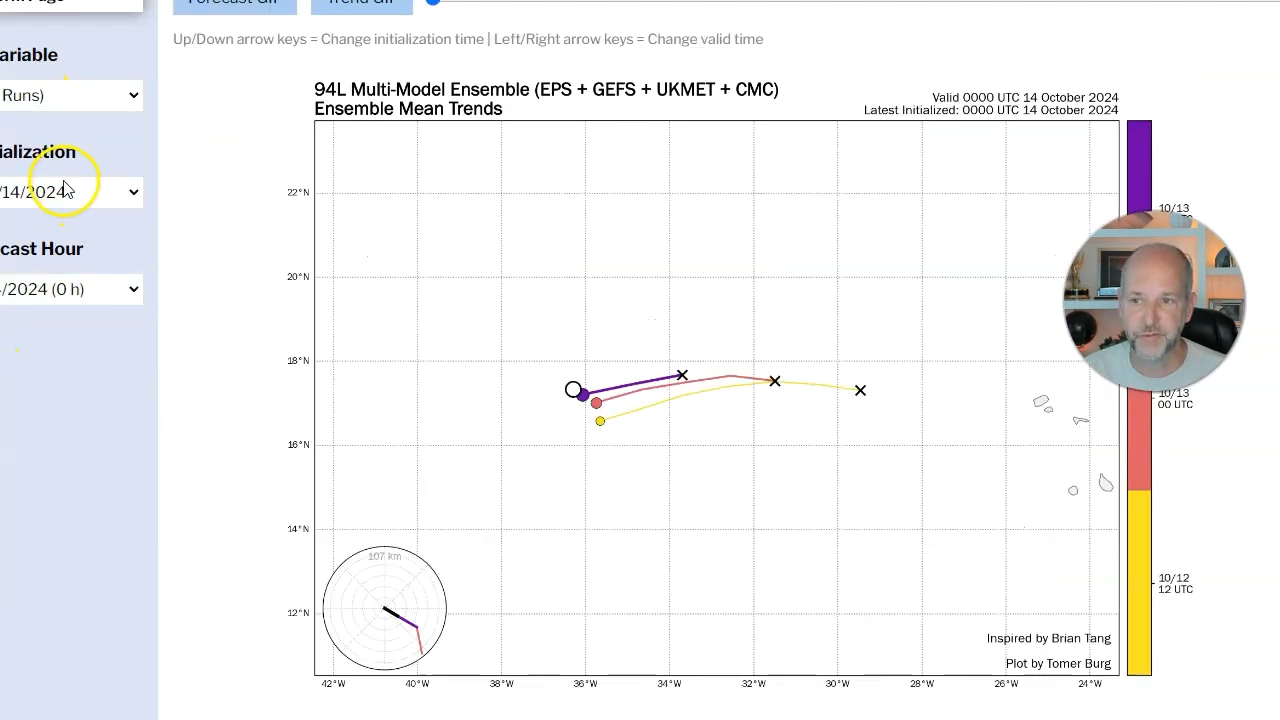 Forecast GIF
Trend GIF
ariable
Up/Down arrow keys = Change initialization time | Left/Right arrow keys = Change valid time
Runs)
94L Multi-Model Ensemble (EPS + GEFS + UKMET + CMC)
Ensemble Mean Trends
Valid 0000 UTC 14 October 2024
Latest Initialized: 0000 UTC 14 October 2024
ialization
/14/2024
cast Hour
/2024 (0 h)
22°N
20°N
18°N
16°N
14°N
12°N
10/13
10/13
00 UTC
10/12
12 UTC
107 km
Inspired by Brian Tang
Plot by Tomer Burg
42°W
40°W
38°W
36°W
34°W
32°W
30°W
28°W
26°W
24°W